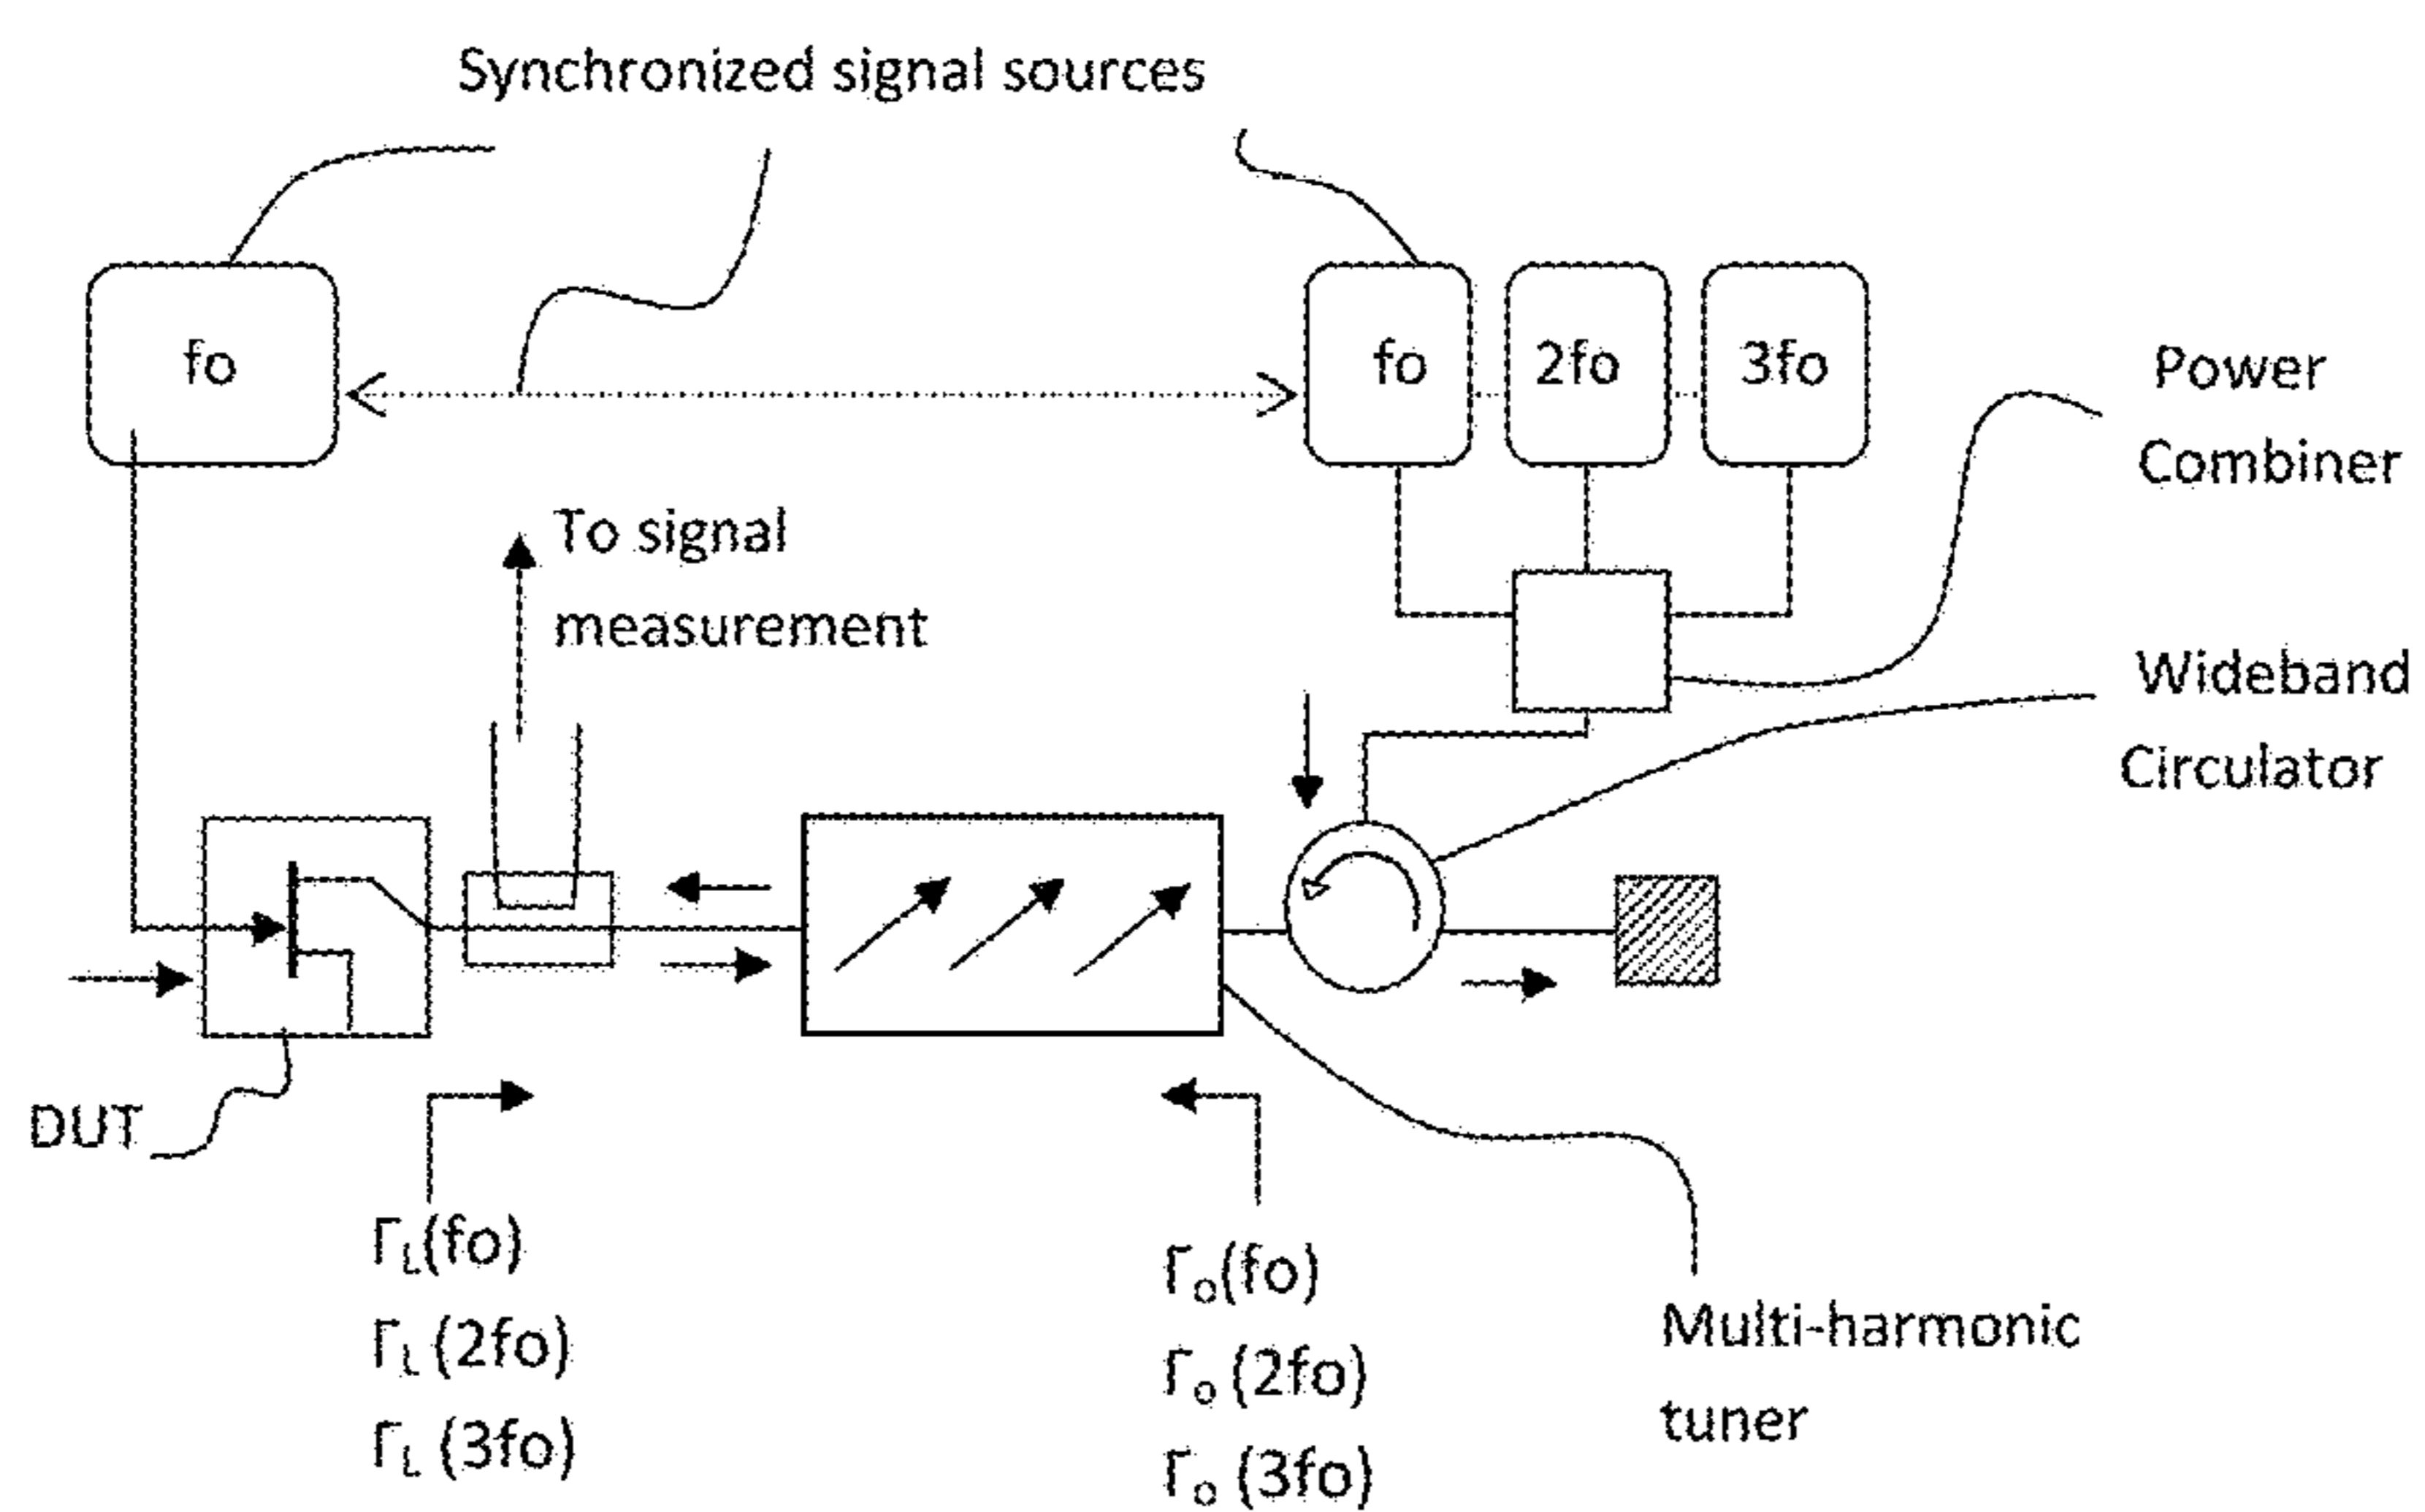 Synchronized signal sources
fo
fo
2fo
3fo
Power
Combiner
To signal
measurement
Wideband
Circulator
DUT
ΓL(fo)
ΓL (2fo)
ΓL (3fo)
Γo(fo)
Γo (2fo)
Γo (3fo)
Multi-harmonic
tuner